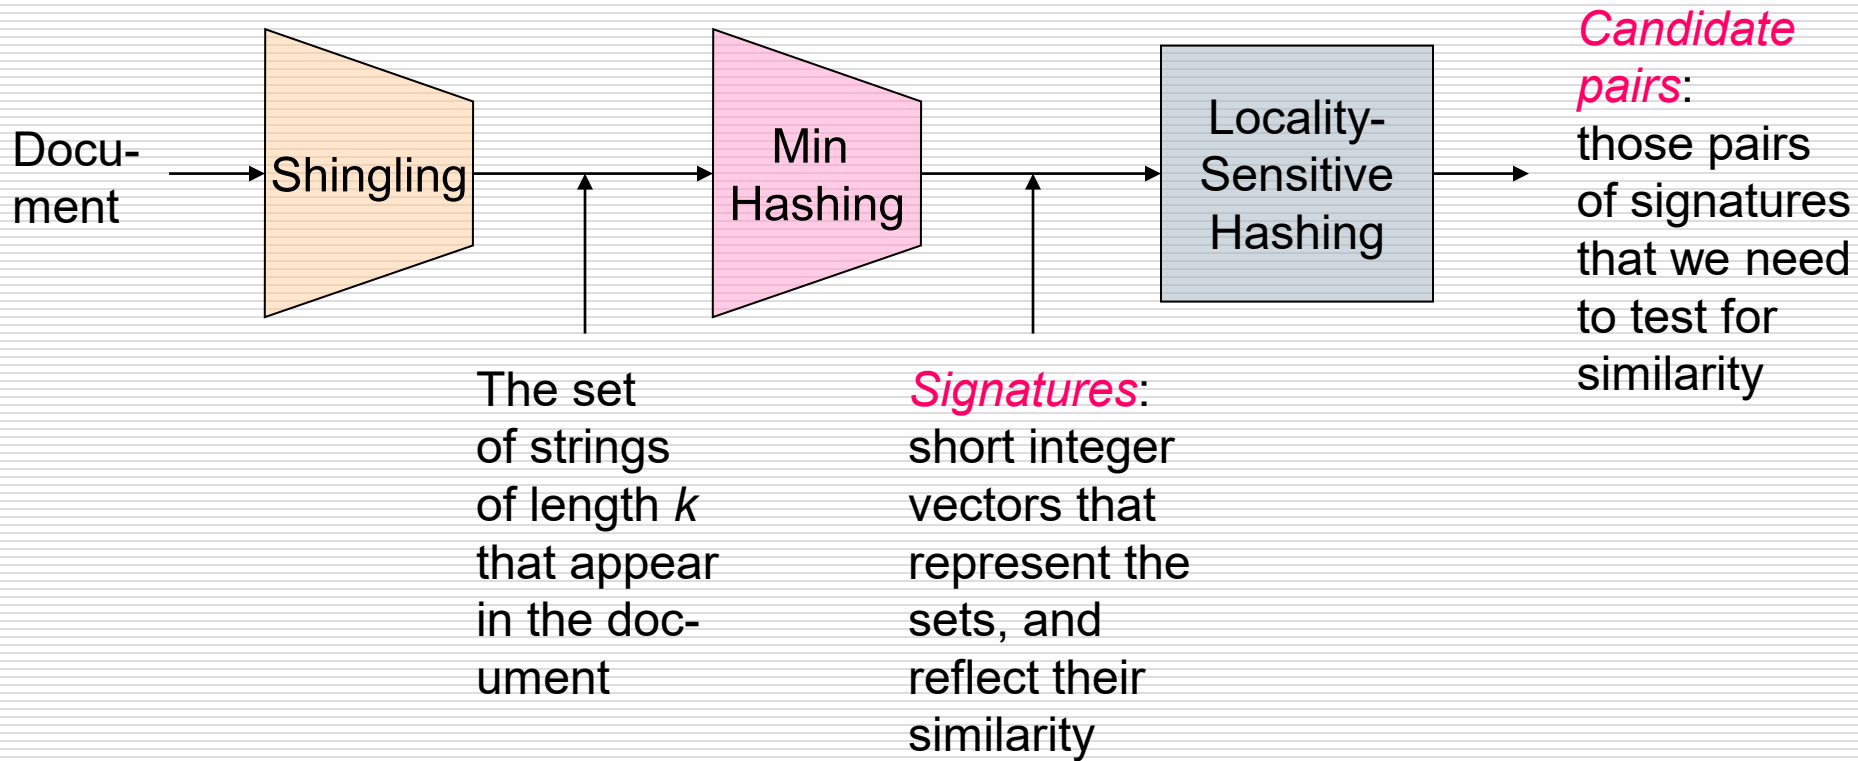 Docu-
ment
Shingling
Min
Hashing
Locality-
Sensitive
Hashing
Candidate
pairs:
those pairs
of signatures
that we need
to test for
similarity
The set
of strings
of length k
that appear
in the doc-
ument
Signatures:
short integer
vectors that
represent the
sets, and
reflect their
similarity